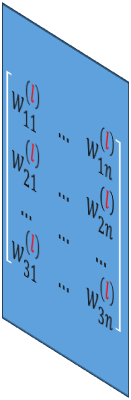 w_{11}^{(l)} ... w_{1n}^{(l)}
w_{21}^{(l)} ... w_{2n}^{(l)}
... ... ...
w_{31}^{(l)} ... w_{3n}^{(l)}